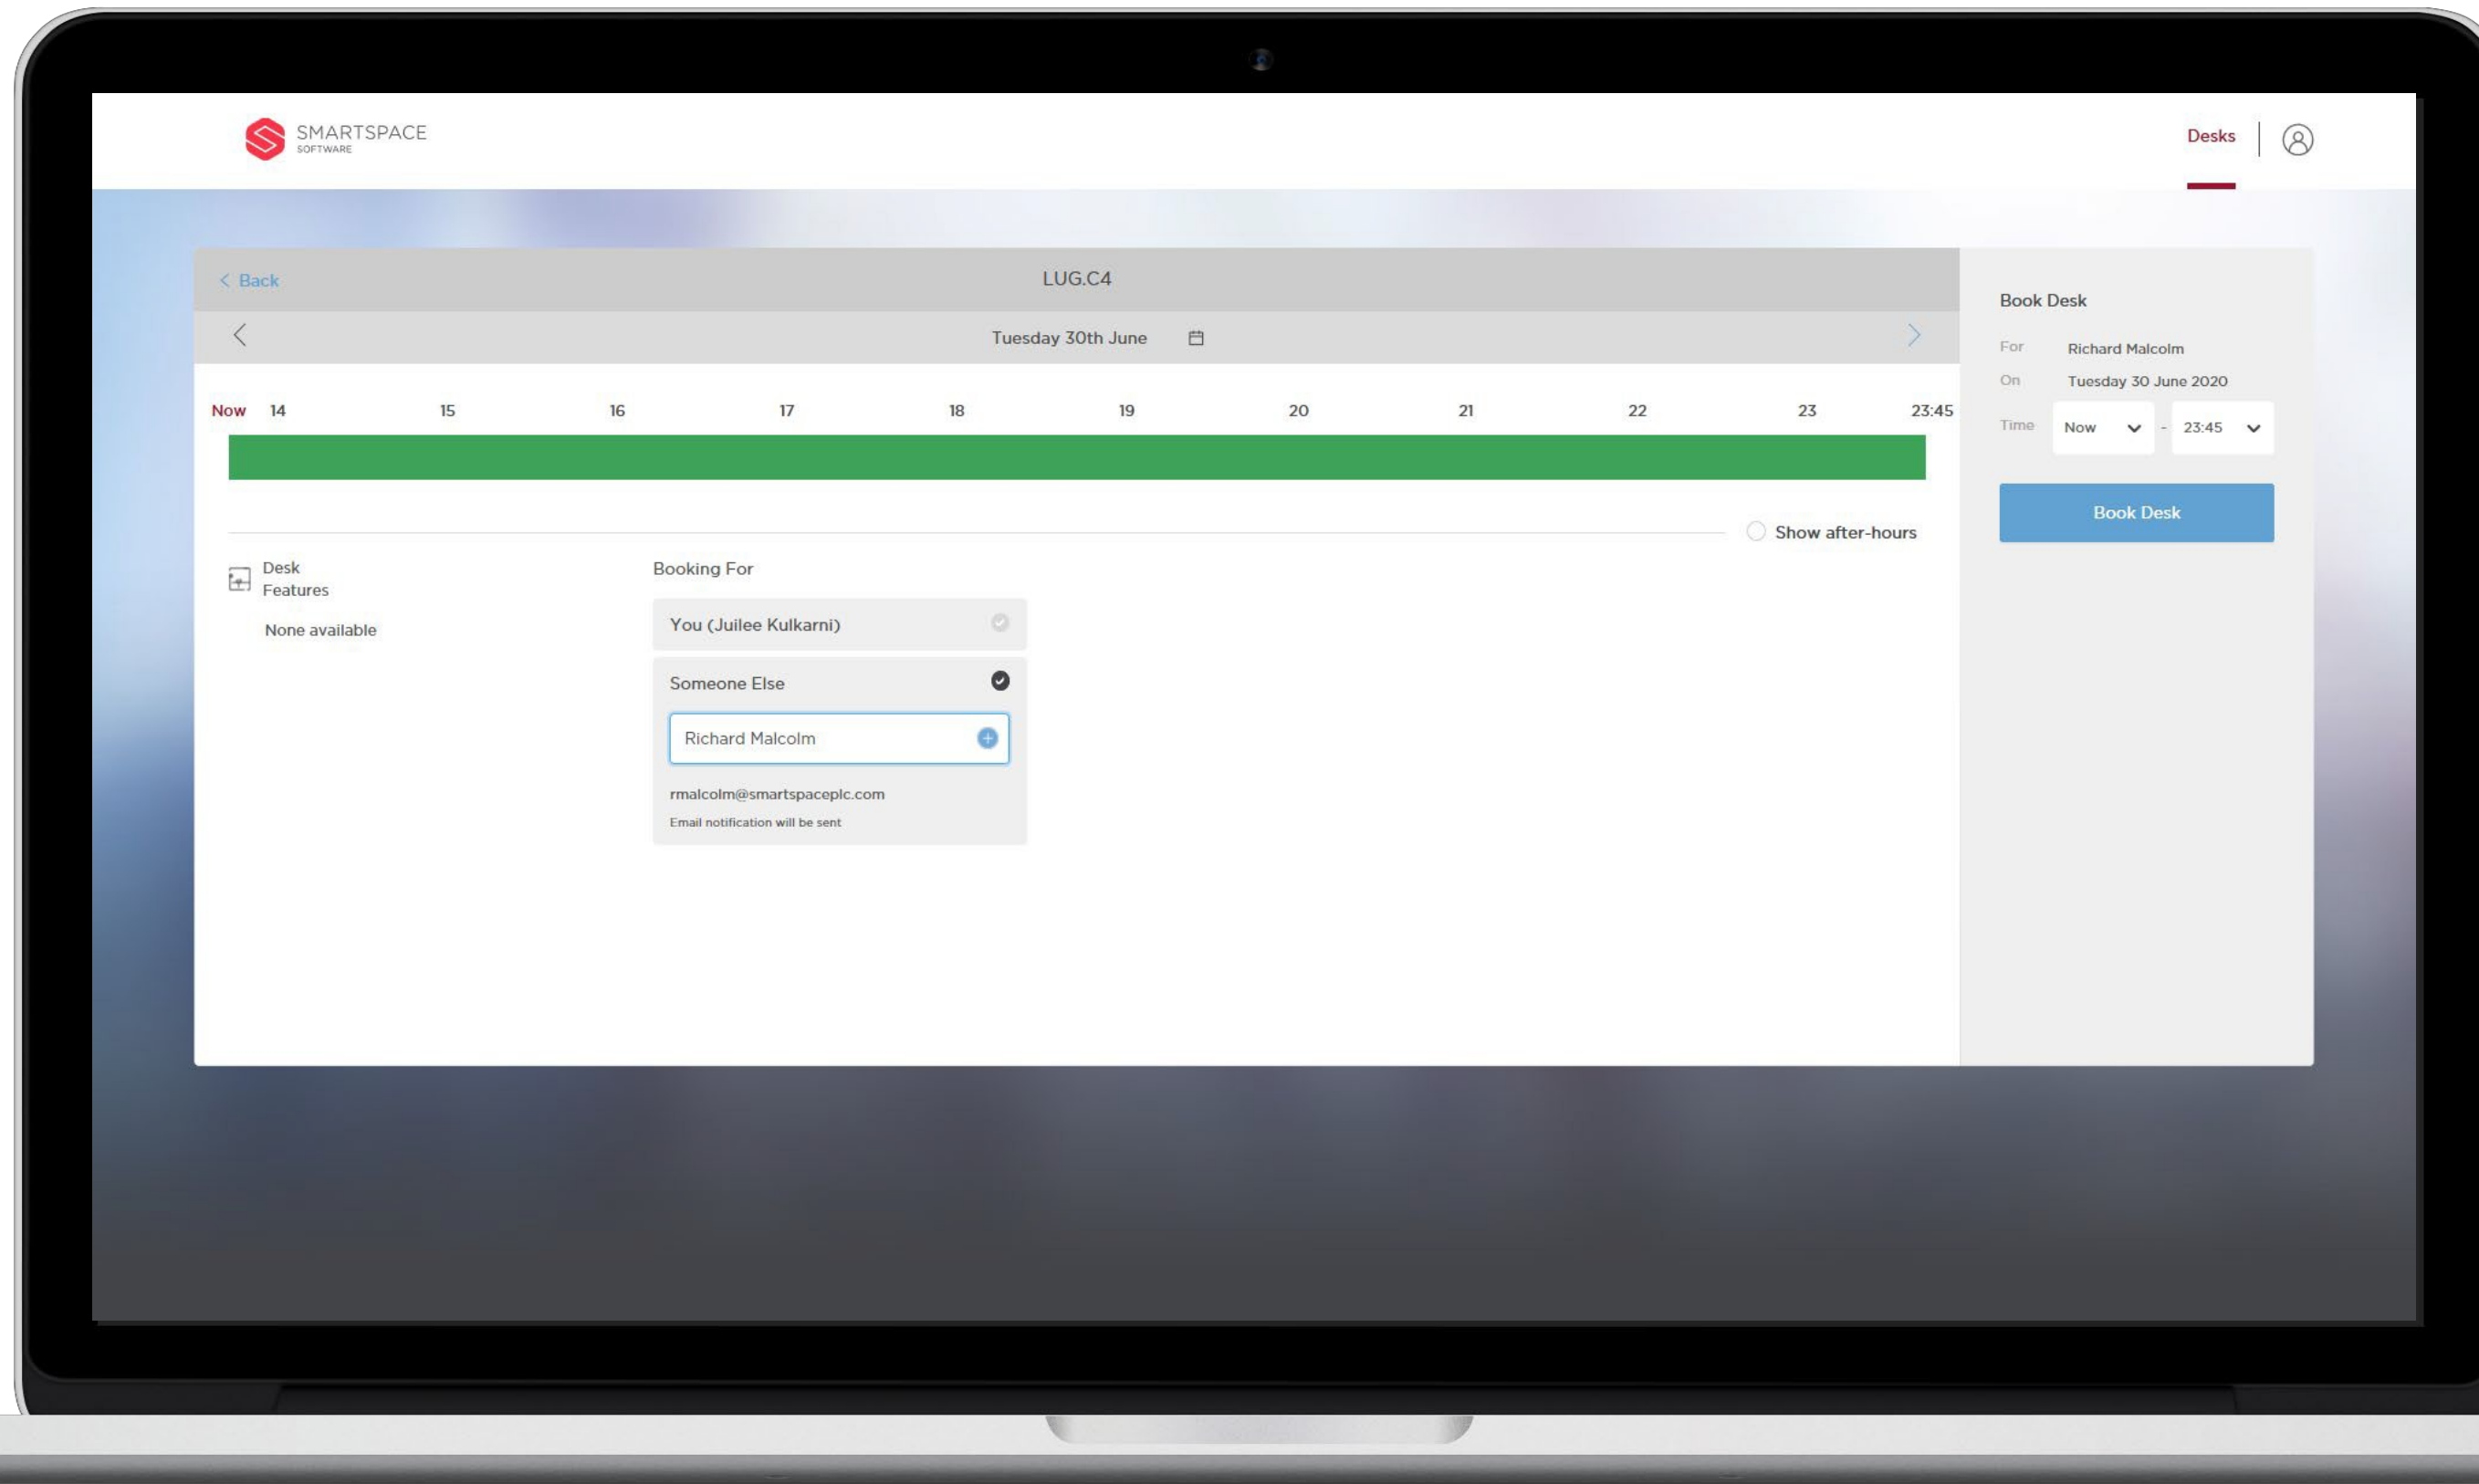 SMARTSPACE
SOFTWARE
Desks
Back
LUG.C4
Tuesday 30th June
Now 14 15 16 17 18 19 20 21 22 23 23:45
Show after-hours
Desk
Features
None available
Booking For
You (Juilee Kulkarni)
Someone Else
Richard Malcolm
rmalcolm@smartspaceplc.com
Email notification will be sent
Book Desk
For Richard Malcolm
On Tuesday 30 June 2020
Time Now - 23:45
Book Desk